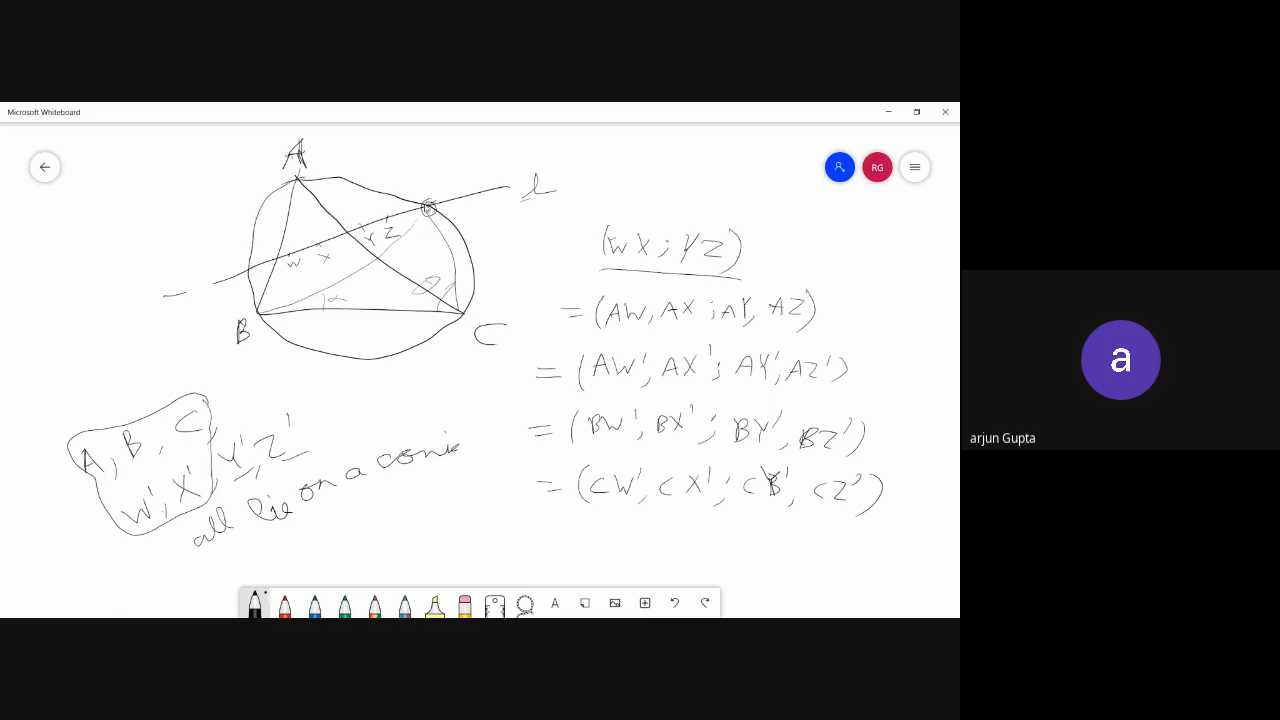 Microsoft Whiteboard
RG
A
l
W X Y Z
α
B
C
(WX; YZ)
= (AW, AX; AY, AZ)
= (AW', AX'; AY', AZ')
= (BW', BX'; BY', BZ')
= (CW', CX'; CY', CZ')
A, B, C
W', X', Y', Z'
all lie on a conic
a
arjun Gupta
A